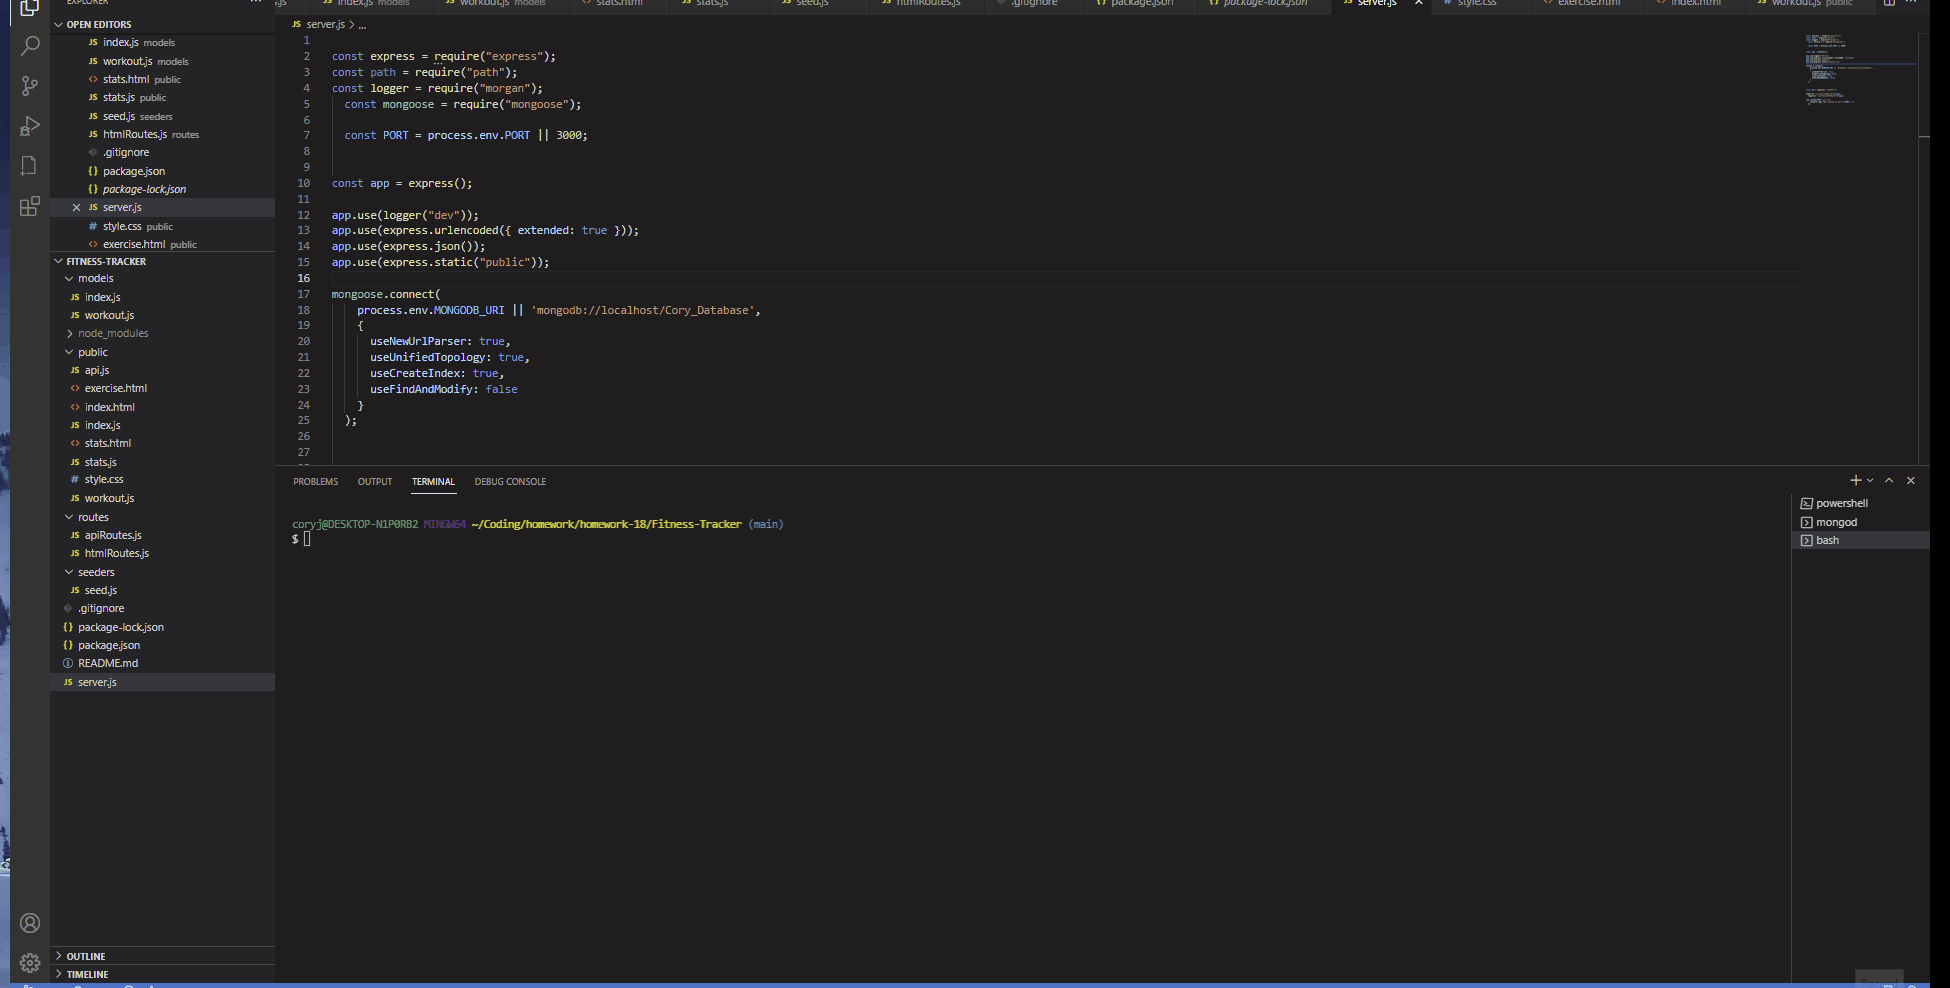 EXPLORER
OPEN EDITORS
JS index.js models
JS workout.js models
<> stats.html public
JS stats.js public
JS seed.js seeders
JS htmlRoutes.js routes
.gitignore
{} package.json
{} package-lock.json
JS server.js
# style.css public
<> exercise.html public
FITNESS-TRACKER
models
JS index.js
JS workout.js
node_modules
public
JS api.js
<> exercise.html
<> index.html
JS index.js
<> stats.html
JS stats.js
# style.css
JS workout.js
routes
JS apiRoutes.js
JS htmlRoutes.js
seeders
JS seed.js
.gitignore
{} package-lock.json
{} package.json
README.md
JS server.js
OUTLINE
TIMELINE
.js JS index.js models JS workout.js models <> stats.html JS stats.js JS seed.js JS htmlRoutes.js .gitignore {} package.json {} package-lock.json JS server.js # style.css <> exercise.html <> index.html JS workout.js public
JS server.js > ...
1
2 const express = require("express");
3 const path = require("path");
4 const logger = require("morgan");
5 const mongoose = require("mongoose");
6
7 const PORT = process.env.PORT || 3000;
8
9
10 const app = express();
11
12 app.use(logger("dev"));
13 app.use(express.urlencoded({ extended: true }));
14 app.use(express.json());
15 app.use(express.static("public"));
16
17 mongoose.connect(
18 process.env.MONGODB_URI || 'mongodb://localhost/Cory_Database',
19 {
20 useNewUrlParser: true,
21 useUnifiedTopology: true,
22 useCreateIndex: true,
23 useFindAndModify: false
24 }
25 );
26
27
PROBLEMS OUTPUT TERMINAL DEBUG CONSOLE
coryj@DESKTOP-N1P0RB2 MINGW64 ~/Coding/homework/homework-18/Fitness-Tracker (main)
$
powershell
mongod
bash